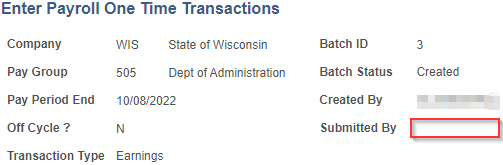 Enter Payroll One Time Transactions
Company WIS State of Wisconsin Batch ID 3
Pay Group 505 Dept of Administration Batch Status Created
Pay Period End 10/08/2022 Created By
Off Cycle ? N Submitted By
Transaction Type Earnings